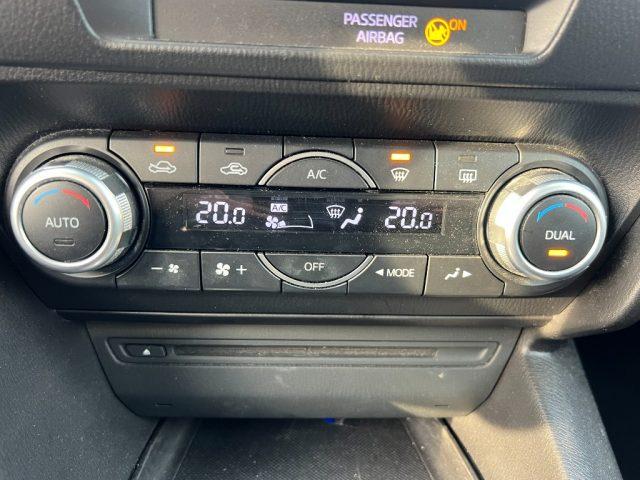 PASSENGER
AIRBAG ON
A/C
AUTO
20.0 A/C 20.0
DUAL
− OFF ◄ MODE ►
+